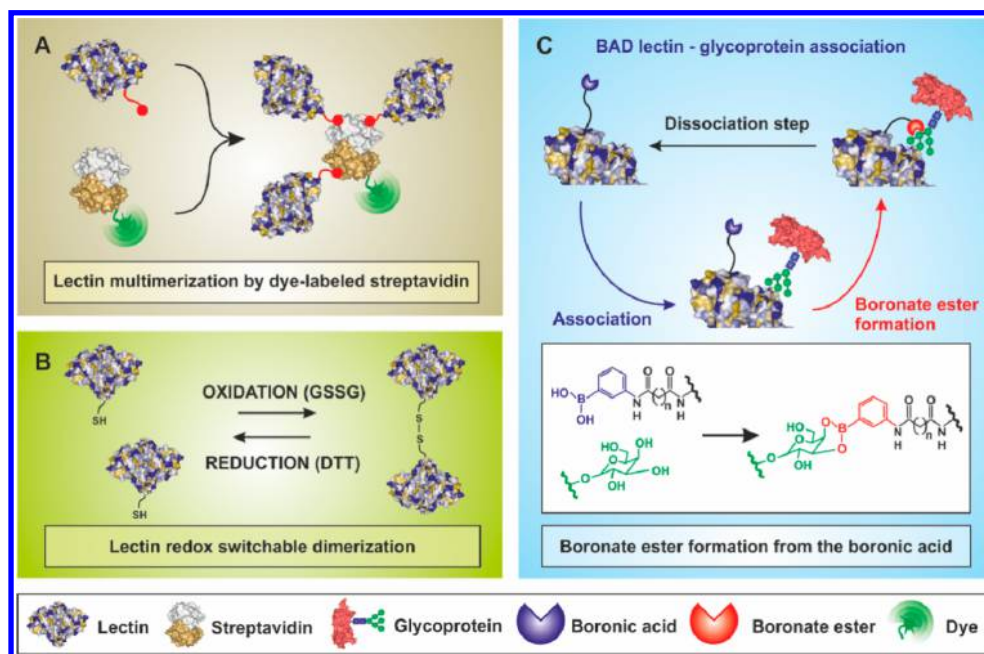 A
Lectin multimerization by dye-labeled streptavidin
B
SH
SH
OXIDATION (GSSG)
REDUCTION (DTT)
S
S
Lectin redox switchable dimerization
C
BAD lectin - glycoprotein association
Dissociation step
Association
Boronate ester
formation
HO
B
OH
O
O
N
H
n
N
H
HO
OH
O
O
OH
OH
HO
O
B
O
O
O
OH
O
O
N
H
n
N
H
Boronate ester formation from the boronic acid
Lectin
Streptavidin
Glycoprotein
Boronic acid
Boronate ester
Dye